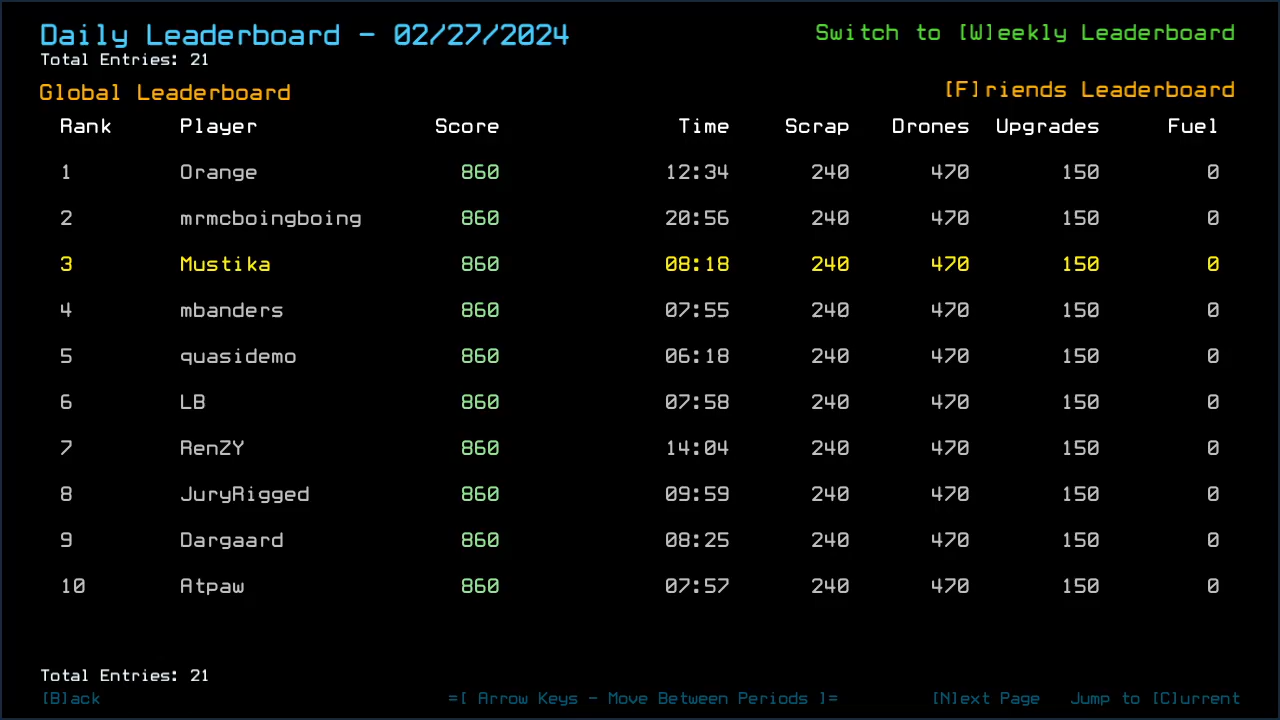 Daily Leaderboard - 02/27/2024 Switch to [W]eekly Leaderboard
Total Entries: 21
Global Leaderboard [F]riends Leaderboard
Rank Player Score Time Scrap Drones Upgrades Fuel
1 Orange 860 12:34 240 470 150 0
2 mrmcboingboing 860 20:56 240 470 150 0
3 Mustika 860 08:18 240 470 150 0
4 mbanders 860 07:55 240 470 150 0
5 quasidemo 860 06:18 240 470 150 0
6 LB 860 07:58 240 470 150 0
7 RenZY 860 14:04 240 470 150 0
8 JuryRigged 860 09:59 240 470 150 0
9 Dargaard 860 08:25 240 470 150 0
10 Atpaw 860 07:57 240 470 150 0
Total Entries: 21
[B]ack =[ Arrow Keys - Move Between Periods ]= [N]ext Page Jump to [C]urrent